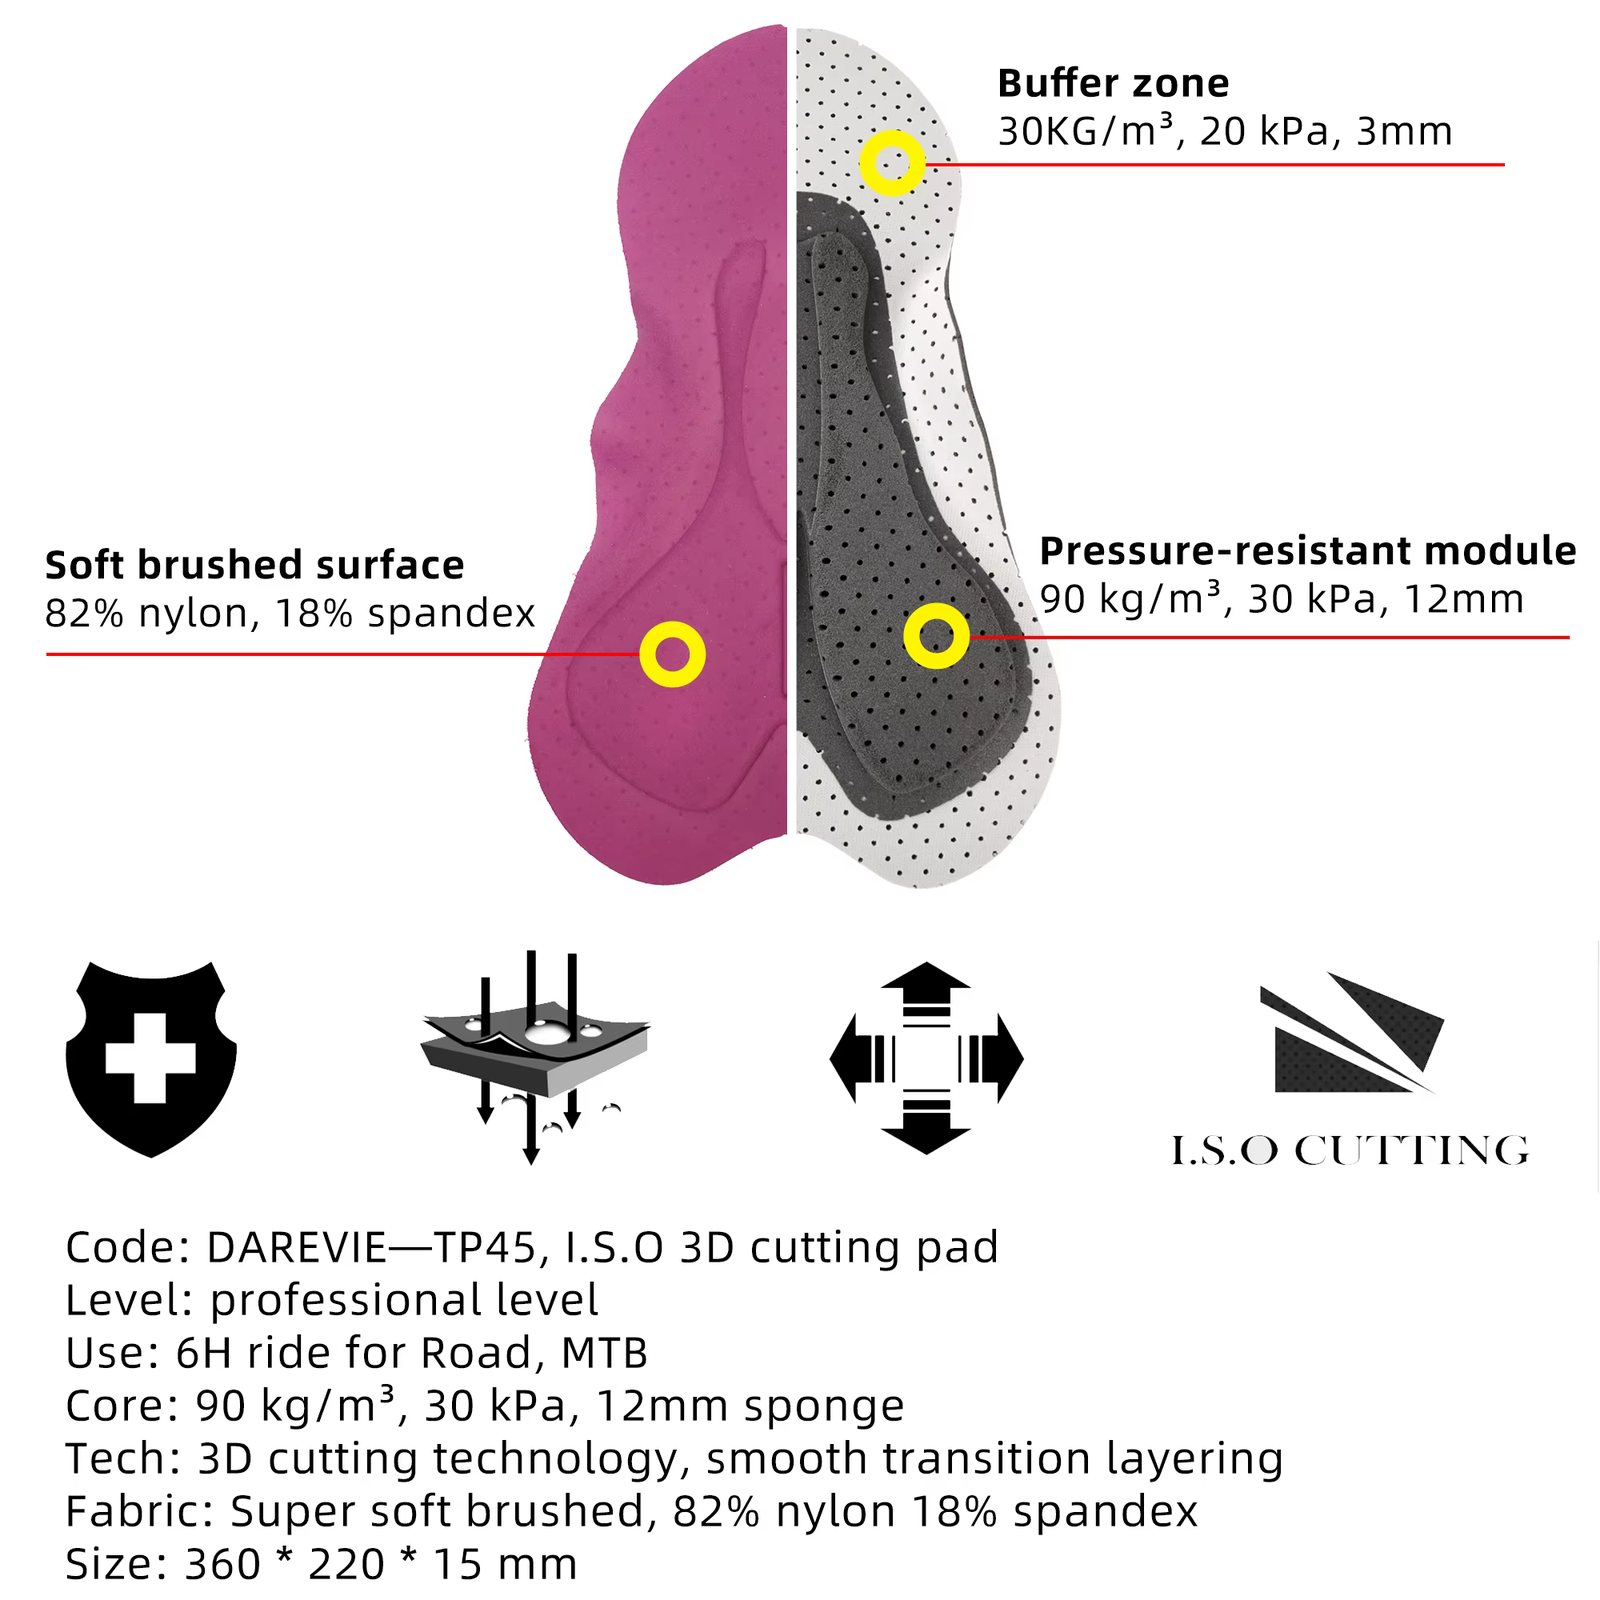 Buffer zone
30KG/m³, 20 kPa, 3mm
Soft brushed surface
82% nylon, 18% spandex
Pressure-resistant module
90 kg/m³, 30 kPa, 12mm
I.S.O CUTTING
Code: DAREVIE—TP45, I.S.O 3D cutting pad
Level: professional level
Use: 6H ride for Road, MTB
Core: 90 kg/m³, 30 kPa, 12mm sponge
Tech: 3D cutting technology, smooth transition layering
Fabric: Super soft brushed, 82% nylon 18% spandex
Size: 360 * 220 * 15 mm